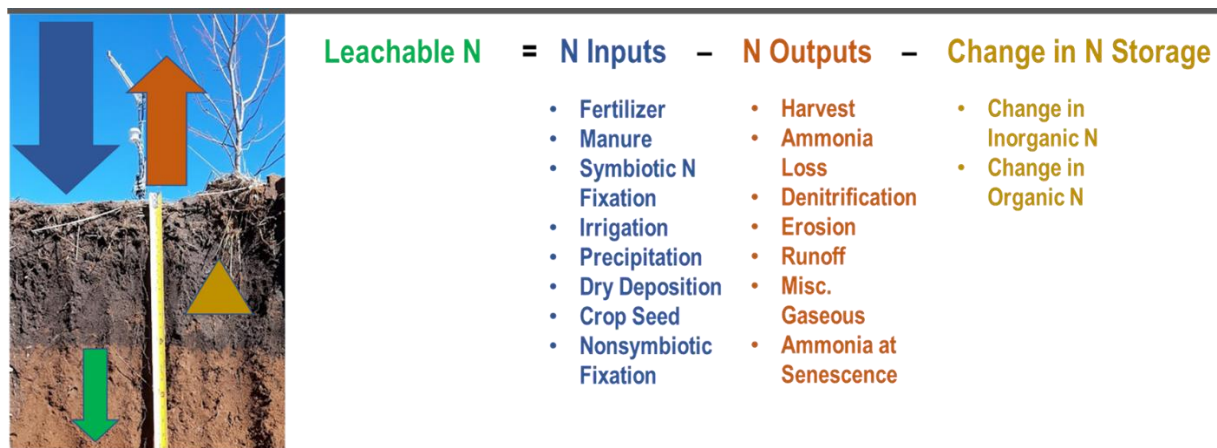 Leachable N = N Inputs – N Outputs – Change in N Storage
• Fertilizer
• Manure
• Symbiotic N
Fixation
• Irrigation
• Precipitation
• Dry Deposition
• Crop Seed
• Nonsymbiotic
Fixation
• Harvest
• Ammonia
Loss
• Denitrification
• Erosion
• Runoff
• Misc.
Gaseous
• Ammonia at
Senescence
• Change in
Inorganic N
• Change in
Organic N